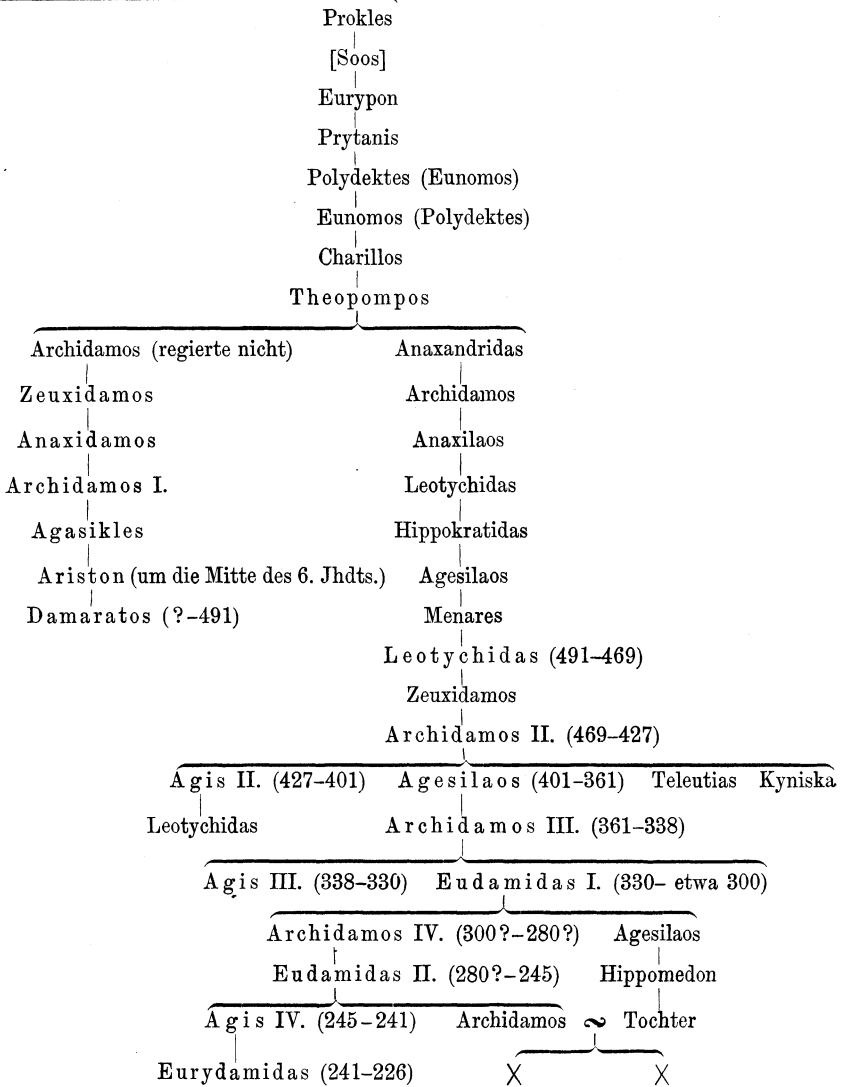 Prokles
[Soos]
Eurypon
Prytanis
Polydektes (Eunomos)
Eunomos (Polydektes)
Charillos
Theopompos
Archidamos (regierte nicht) Anaxandridas
Zeuxidamos Archidamos
Anaxidamos Anaxilaos
Archidamos I. Leotychidas
Agasikles Hippokratidas
Ariston (um die Mitte des 6. Jhdts.) Agesilaos
Damaratos (?–491) Menares
Leotychidas (491–469)
Zeuxidamos
Archidamos II. (469–427)
Agis II. (427–401) Agesilaos (401–361) Teleutias Kyniska
Leotychidas Archidamos III. (361–338)
Agis III. (338–330) Eudamidas I. (330– etwa 300)
Archidamos IV. (300?–280?) Agesilaos
Eudamidas II. (280?–245) Hippomedon
Agis IV. (245–241) Archidamos ∾ Tochter
Eurydamidas (241–226) X X